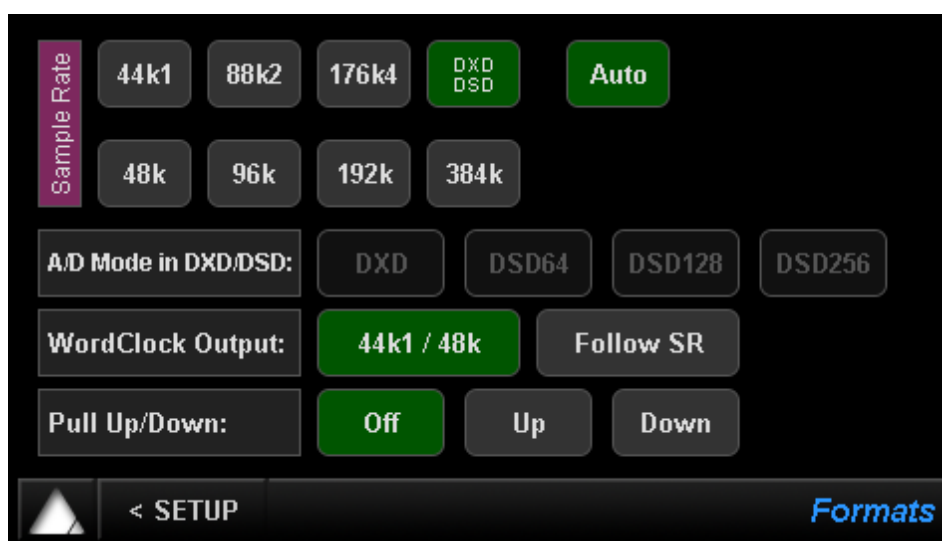 Sample Rate
44k1 88k2 176k4 DXD DSD Auto
48k 96k 192k 384k
A/D Mode in DXD/DSD: DXD DSD64 DSD128 DSD256
WordClock Output: 44k1 / 48k Follow SR
Pull Up/Down: Off Up Down
< SETUP Formats